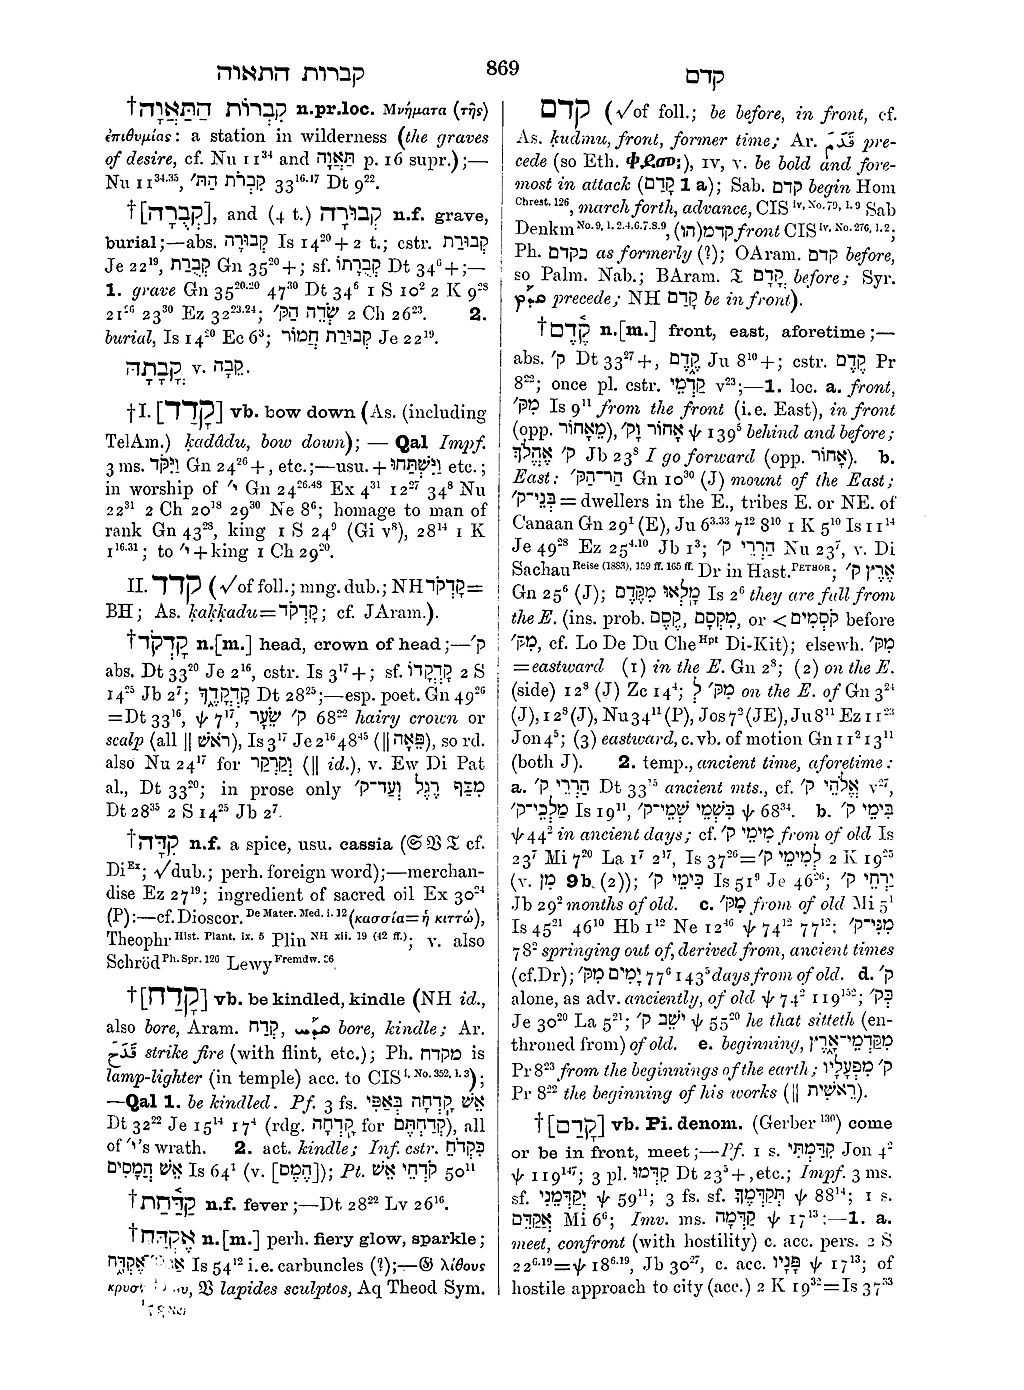 קברות התאוה
869
קדם
†קִבְרוֹת הַתַּאֲוָה n.pr.loc. Μνήματα (τῆς)
ἐπιθυμίας: a station in wilderness (the graves
of desire, cf. Nu 11³⁴ and תַּאֲוָה p. 16 supr.);—
Nu 11³⁴·³⁵, קִבְרֹת הַתּ׳ 33¹⁶·¹⁷ Dt 9²².
†[קְבֻרָה], and (4 t.) קְבוּרָה n.f. grave,
burial;—abs. קְבוּרָה Is 14²⁰+2 t.; cstr. קְבוּרַת
Je 22¹⁹, קְבֻרַת Gn 35²⁰+; sf. קְבֻרָתוֹ Dt 34⁶+;—
1. grave Gn 35²⁰·²⁰ 47³⁰ Dt 34⁶ 1 S 10² 2 K 9²⁸
21²⁶ 23³⁰ Ez 32²³·²⁴; שְׂדֵה הַקּ׳ 2 Ch 26²³. 2.
burial, Is 14²⁰ Ec 6³; קְבוּרַת חֲמוֹר Je 22¹⁹.
קֳבָתָהּ v. קֵבָה.
†I. [קָדַד] vb. bow down (As. (including
TelAm.) ḳadâdu, bow down); — Qal Impf.
3 ms. וַיִּקֹּד Gn 24²⁶+, etc.;—usu. + וַיִּשְׁתַּחוּ etc.;
in worship of י׳ Gn 24²⁶·⁴⁸ Ex 4³¹ 12²⁷ 34⁸ Nu
22³¹ 2 Ch 20¹⁸ 29³⁰ Ne 8⁶; homage to man of
rank Gn 43²⁸, king 1 S 24⁹ (Gi v⁸), 28¹⁴ 1 K
1¹⁶·³¹; to י׳+king 1 Ch 29²⁰.
II. קדד (√of foll.; mng. dub.; NH קָדְקֹד=
BH; As. ḳaḳḳadu=קָדְקֹד; cf. JAram.).
†קָדְקֹד n.[m.] head, crown of head;—ק׳
abs. Dt 33²⁰ Je 2¹⁶, cstr. Is 3¹⁷+; sf. קָדְקֳדוֹ 2 S
14²⁵ Jb 2⁷; קָדְקֳדֶךָ Dt 28²⁵;—esp. poet. Gn 49²⁶
=Dt 33¹⁶, ψ 7¹⁷, ק׳ שֵׂעָר 68²² hairy crown or
scalp (all ‖ ראֹשׁ), Is 3¹⁷ Je 2¹⁶ 48⁴⁵ (‖ פֵּאָה), so rd.
also Nu 24¹⁷ for וְקַרְקַר (‖ id.), v. Ew Di Pat
al., Dt 33²⁰; in prose only מִכַּף רֶגֶל וְעַד־ק׳
Dt 28³⁵ 2 S 14²⁵ Jb 2⁷.
†קִדָּה n.f. a spice, usu. cassia (𝔖 𝔙 𝔗 cf.
Di Ex; √dub.; perh. foreign word);—merchan-
dise Ez 27¹⁹; ingredient of sacred oil Ex 30²⁴
(P):—cf. Dioscor. De Mater. Med. i. 12 (κασσία=ἡ κιττώ),
Theophr Hist. Plant. ix. 5 Plin NH xii. 19 (42 ff.); v. also
Schröd Ph. Spr. 126 Lewy Fremdw. 36.
†[קָדַח] vb. be kindled, kindle (NH id.,
also bore, Aram. קְדַח, ܩܕܰܚ bore, kindle; Ar.
قَدَحَ strike fire (with flint, etc.); Ph. מקדח is
lamp-lighter (in temple) acc. to CIS i, No. 352, l. 3);
—Qal 1. be kindled. Pf. 3 fs. אֵשׁ קָדְחָה בְאַפִּי
Dt 32²² Je 15¹⁴ 17⁴ (rdg. קָדְחָה for קְדַחְתֶּם), all
of י׳'s wrath. 2. act. kindle; Inf. cstr. כִּקְדֹחַ
אֵשׁ הֲמָסִים Is 64¹ (v. [הֶמֶס]); Pt. קֹדְחֵי אֵשׁ 50¹¹
†קַדַּחַת n.f. fever;—Dt 28²² Lv 26¹⁶.
†אֶקְדָּח n.[m.] perh. fiery glow, sparkle;
אֶקְדָּח Is 54¹² i.e. carbuncles (?);—𝔊 λίθους
𝔙 lapides sculptos, Aq Theod Sym.
קדם (√of foll.; be before, in front, cf.
As. ḳudmu, front, former time; Ar. قَدَمَ pre-
cede (so Eth. ቀደመ፡), IV, V. be bold and fore-
most in attack (קֶדֶם 1 a); Sab. קדם begin Hom
Chrest. 126, march forth, advance, CIS iv, No. 79, l. 9 Sab
Denkm No. 9, l. 2.4.6.7.8.9, קדמ(הו) front CIS iv. No. 276, l. 2;
Ph. כקדם as formerly (?); OAram. קדם before,
so Palm. Nab.; BAram. 𝔗 קֳדָם before; Syr.
ܩܕܰܡ precede; NH קָדַם be in front).
†קֶדֶם n.[m.] front, east, aforetime;—
abs. ק׳ Dt 33²⁷+, קֶדֶם Ju 8¹⁰+; cstr. קֶדֶם Pr
8²²; once pl. cstr. קַדְמֵי v²³;—1. loc. a. front,
מִקּ׳ Is 9¹¹ from the front (i.e. East), in front
(opp. מֵאָחוֹר), אָחוֹר וָק׳ ψ 139⁵ behind and before;
ק׳ אֶהֱלֹךְ Jb 23⁸ I go forward (opp. אָחוֹר). b.
East: הַר־הַקּ׳ Gn 10³⁰ (J) mount of the East;
בְּנֵי־ק׳ = dwellers in the E., tribes E. or NE. of
Canaan Gn 29¹ (E), Ju 6³·³³ 7¹² 8¹⁰ 1 K 5¹⁰ Is 11¹⁴
Je 49²⁸ Ez 25⁴·¹⁰ Jb 1³; הַרְרֵי ק׳ Nu 23⁷, v. Di
Sachau Reise (1883), 159 ff. 165 ff. Dr in Hast. PETHOR; אֶרֶץ ק׳
Gn 25⁶ (J); מָלְאוּ מִקֶּדֶם Is 2⁶ they are full from
the E. (ins. prob. מִקְסָם, קֶסֶם, or < קֹסְמִים before
מִקּ׳, cf. Lo De Du Che Hpt Di-Kit); elsewh. מִקּ׳
=eastward (1) in the E. Gn 2⁸; (2) on the E.
(side) 12⁸ (J) Zc 14⁴; מִקּ׳ לְ on the E. of Gn 3²⁴
(J), 12⁸ (J), Nu 34¹¹ (P), Jos 7² (JE), Ju 8¹¹ Ez 11²³
Jon 4⁵; (3) eastward, c. vb. of motion Gn 11² 13¹¹
(both J). 2. temp., ancient time, aforetime:
a. הַרְרֵי ק׳ Dt 33¹⁵ ancient mts., cf. אֱלֹהֵי ק׳ v²⁷,
מַלְכֵי־ק׳ Is 19¹¹, בִּשְׁמֵי שְׁמֵי־ק׳ ψ 68³⁴. b. בִּימֵי ק׳
ψ 44² in ancient days; cf. מִימֵי ק׳ from of old Is
23⁷ Mi 7²⁰ La 1⁷ 2¹⁷, Is 37²⁶=לְמִימֵי ק׳ 2 K 19²⁵
(v. מִן 9b. (2)); בִּימֵי ק׳ Is 51⁹ Je 46²⁶; יַרְחֵי ק׳
Jb 29² months of old. c. מִקּ׳ from of old Mi 5¹
Is 45²¹ 46¹⁰ Hb 1¹² Ne 12⁴⁶ ψ 74¹² 77¹²; מִנִּי־ק׳
78² springing out of, derived from, ancient times
(cf. Dr); יָמִים מִקּ׳ 77⁶ 143⁵ days from of old. d. ק׳
alone, as adv. anciently, of old ψ 74² 119¹⁵²; כְּק׳
Je 30²⁰ La 5²¹; יֹשֵׁב ק׳ ψ 55²⁰ he that sitteth (en-
throned from) of old. e. beginning, מִקַּדְמֵי־אָרֶץ
Pr 8²³ from the beginnings of the earth; ק׳ מִפְעָלָיו
Pr 8²² the beginning of his works (‖ רֵאשִׁית).
†[קָדַם] vb. Pi. denom. (Gerber ¹³⁰) come
or be in front, meet;—Pf. 1 s. קִדַּמְתִּי Jon 4²
ψ 119¹⁴⁷; 3 pl. קִדְּמוּ Dt 23⁵+, etc.; Impf. 3 ms.
sf. יְקַדְּמֵנִי ψ 59¹¹; 3 fs. sf. תְּקַדְּמֶךָּ ψ 88¹⁴; 1 s.
אֲקַדֵּם Mi 6⁶; Imv. ms. קַדְּמָה ψ 17¹³:—1. a.
meet, confront (with hostility) c. acc. pers. 2 S
22⁶·¹⁹=ψ 18⁶·¹⁹, Jb 30²⁷, c. acc. פָּנָיו ψ 17¹³; of
hostile approach to city (acc.) 2 K 19³²=Is 37³³